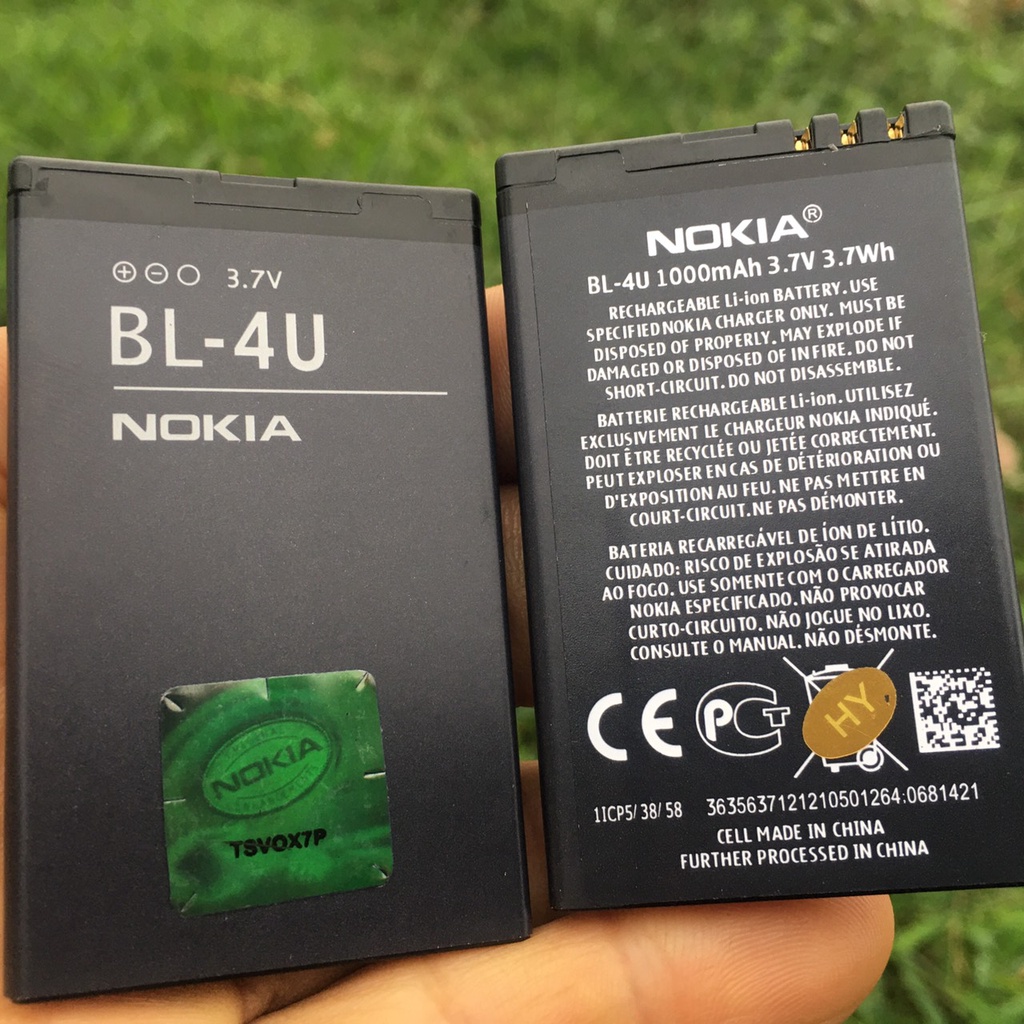 3.7V
BL-4U
NOKIA
NOKIA
TSVOX7P
NOKIA®
BL-4U 1000mAh 3.7V 3.7Wh
RECHARGEABLE Li-ion BATTERY. USE
SPECIFIED NOKIA CHARGER ONLY. MUST BE
DISPOSED OF PROPERLY. MAY EXPLODE IF
DAMAGED OR DISPOSED OF IN FIRE. DO NOT
SHORT-CIRCUIT. DO NOT DISASSEMBLE.
BATTERIE RECHARGEABLE Li-ion. UTILISEZ
EXCLUSIVEMENT LE CHARGEUR NOKIA INDIQUÉ.
DOIT ÊTRE RECYCLÉE OU JETÉE CORRECTEMENT.
PEUT EXPLOSER EN CAS DE DÉTÉRIORATION OU
D'EXPOSITION AU FEU. NE PAS METTRE EN
COURT-CIRCUIT. NE PAS DÉMONTER.
BATERIA RECARREGÁVEL DE ÍON DE LÍTIO.
CUIDADO: RISCO DE EXPLOSÃO SE ATIRADA
AO FOGO. USE SOMENTE COM O CARREGADOR
NOKIA ESPECIFICADO. NÃO PROVOCAR
CURTO-CIRCUITO. NÃO JOGUE NO LIXO.
CONSULTE O MANUAL. NÃO DÉSMONTE.
CE PCT HY
1ICP5/38/58 3635637121210501264:0681421
CELL MADE IN CHINA
FURTHER PROCESSED IN CHINA